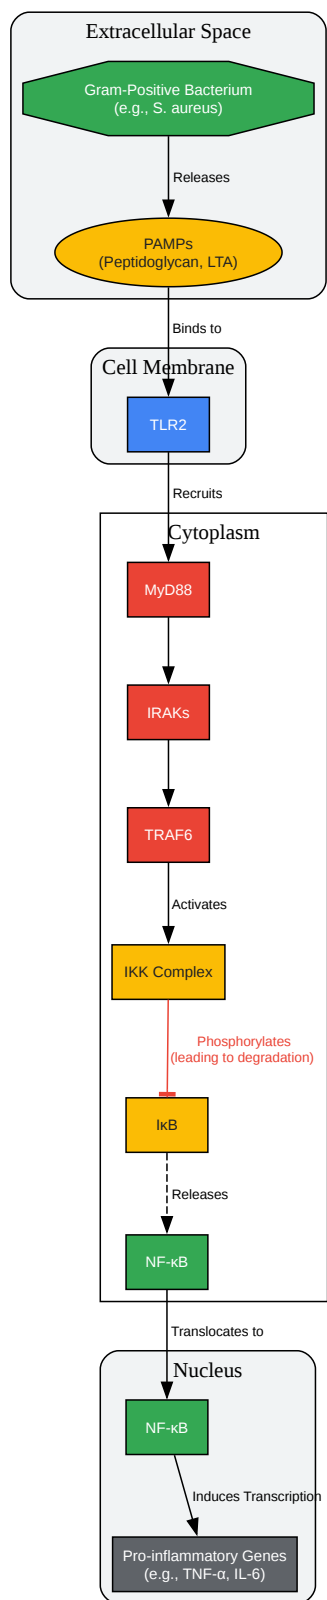 Extracellular Space
Gram-Positive Bacterium
(e.g., S. aureus)
Releases
PAMPs
(Peptidoglycan, LTA)
Binds to
Cell Membrane
TLR2
Recruits
Cytoplasm
MyD88
IRAKs
TRAF6
Activates
IKK Complex
Phosphorylates
(leading to degradation)
IκB
Releases
NF-κB
Translocates to
Nucleus
NF-κB
Induces Transcription
Pro-inflammatory Genes
(e.g., TNF-α, IL-6)